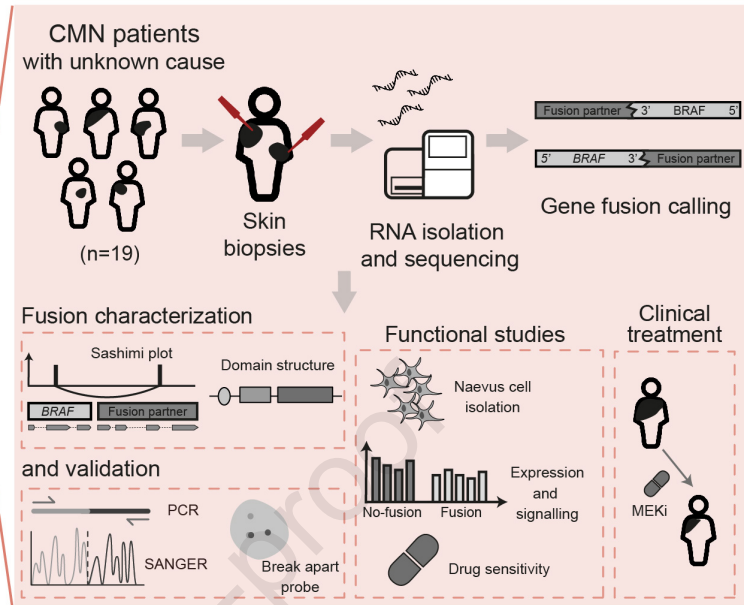 CMN patients
with unknown cause
(n=19)
Skin
biopsies
RNA isolation
and sequencing
Fusion partner 3' BRAF 5'
5' BRAF 3' Fusion partner
Gene fusion calling
Fusion characterization
Sashimi plot
BRAF Fusion partner
Domain structure
and validation
PCR
SANGER
Break apart
probe
Functional studies
Naevus cell
isolation
No-fusion Fusion
Expression
and
signalling
Drug sensitivity
Clinical
treatment
MEKi